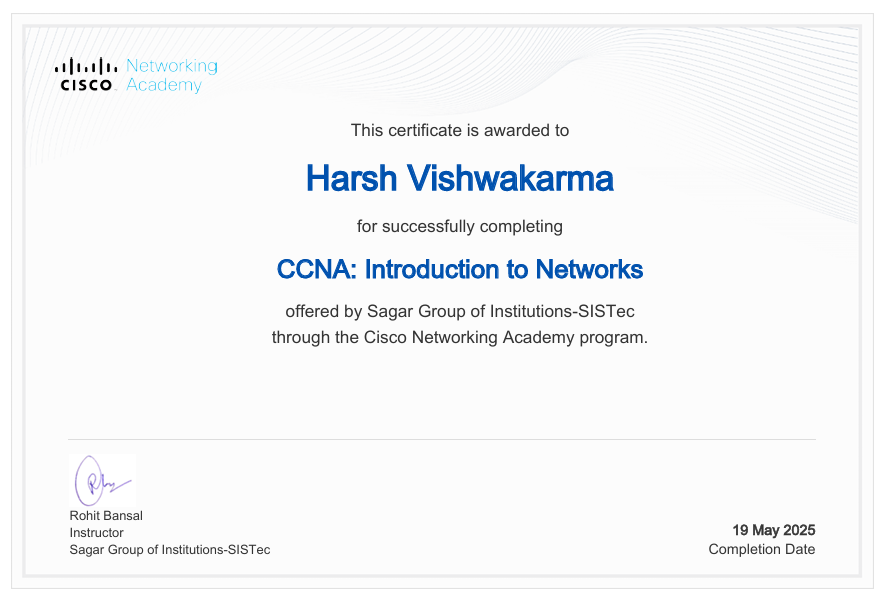 CISCO
Networking
Academy
This certificate is awarded to
Harsh Vishwakarma
for successfully completing
CCNA: Introduction to Networks
offered by Sagar Group of Institutions-SISTec
through the Cisco Networking Academy program.
Rohit Bansal
Instructor
Sagar Group of Institutions-SISTec
19 May 2025
Completion Date